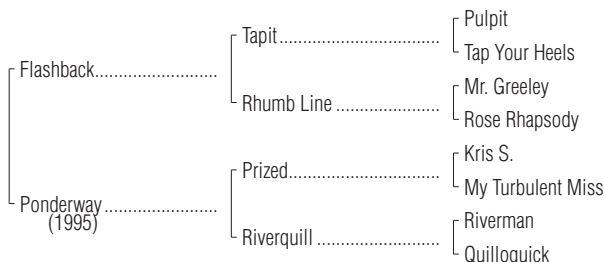 Pulpit
Tapit
Tap Your Heels
Flashback
Mr. Greeley
Rhumb Line
Rose Rhapsody
Kris S.
Prized
My Turbulent Miss
Ponderway
(1995)
Riverman
Riverquill
Quilloquick